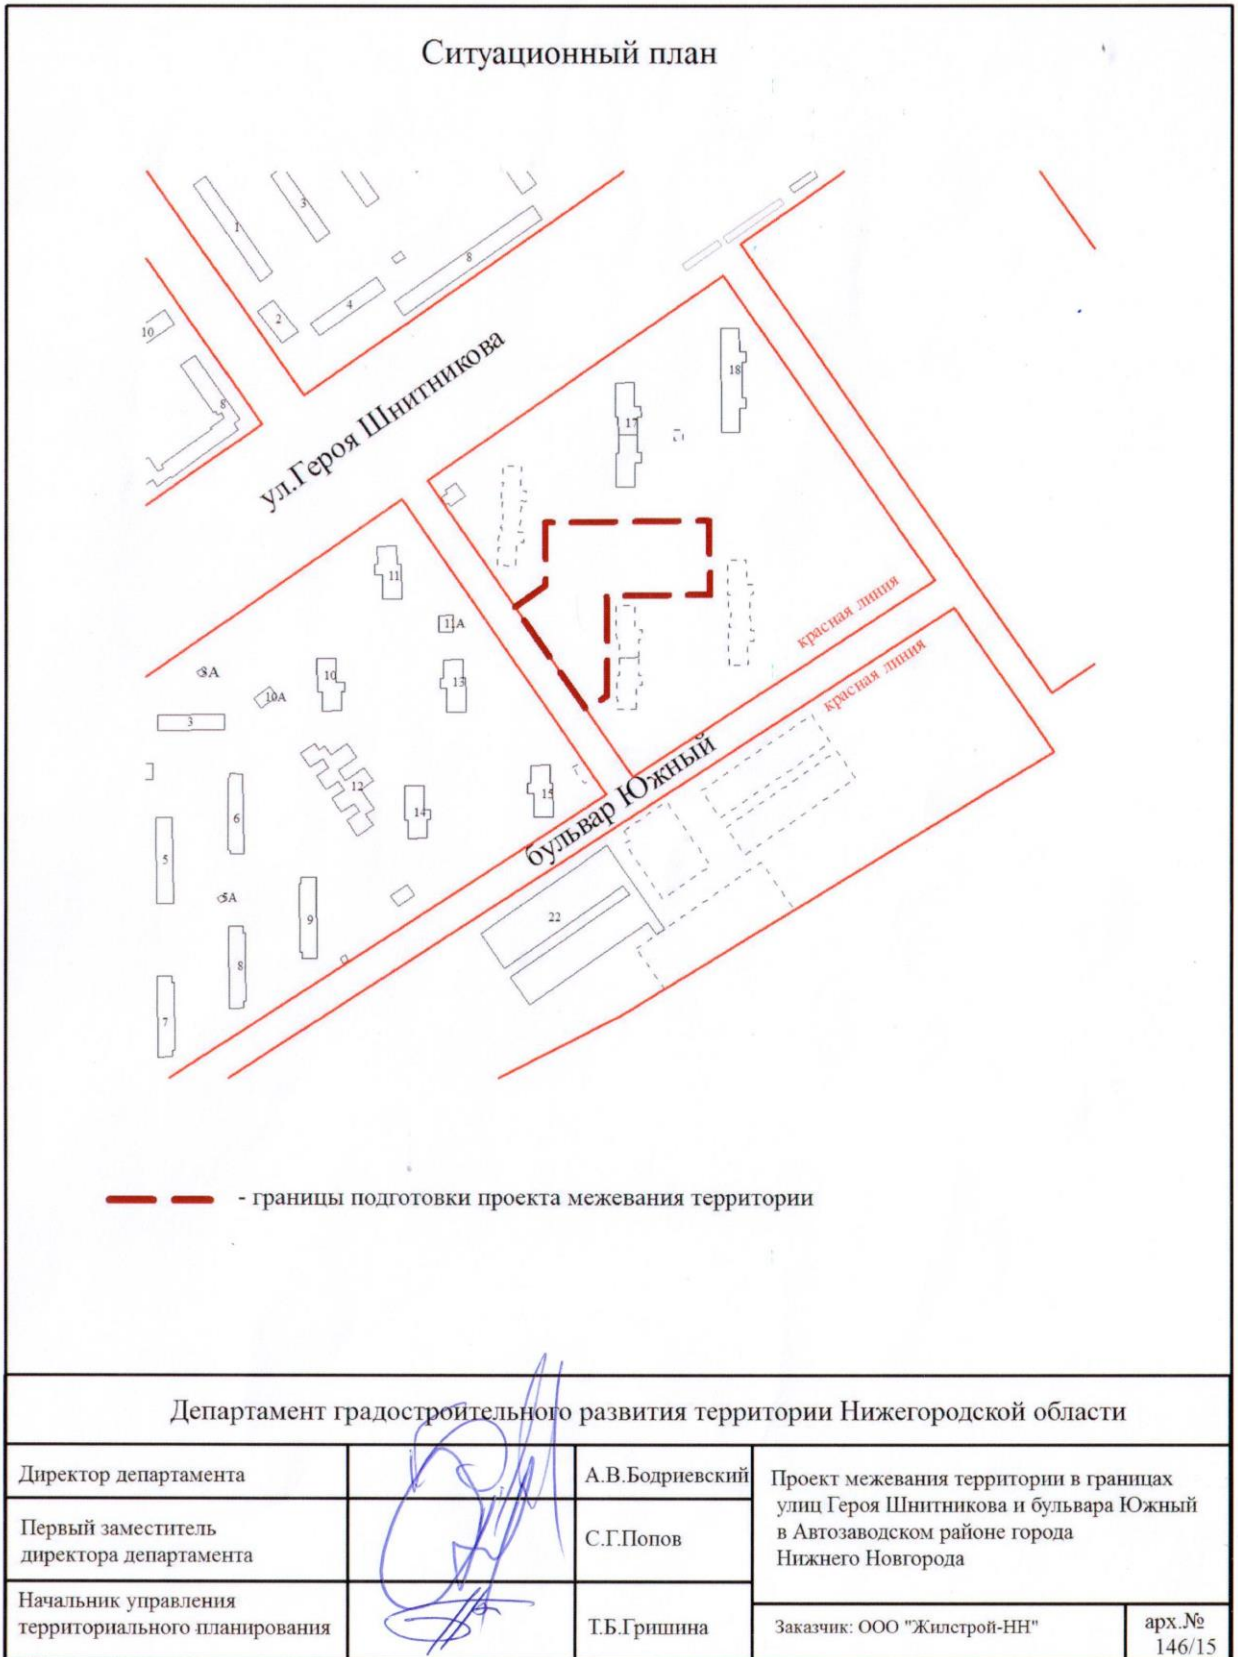 Ситуационный план
1
3
8
4
2
10
8
ул.Героя Шнитникова
18
17
11
11А
3А
10
13
10А
3
12
6
14
15
5
5А
9
8
7
красная линия
красная линия
бульвар Южный
22
- границы подготовки проекта межевания территории
Департамент градостроительного развития территории Нижегородской области
Директор департамента
А.В.Бодриевский
Первый заместитель
директора департамента
С.Г.Попов
Начальник управления
территориального планирования
Т.Б.Гришина
Проект межевания территории в границах
улиц Героя Шнитникова и бульвара Южный
в Автозаводском районе города
Нижнего Новгорода
Заказчик: ООО "Жилстрой-НН"
арх.№
146/15